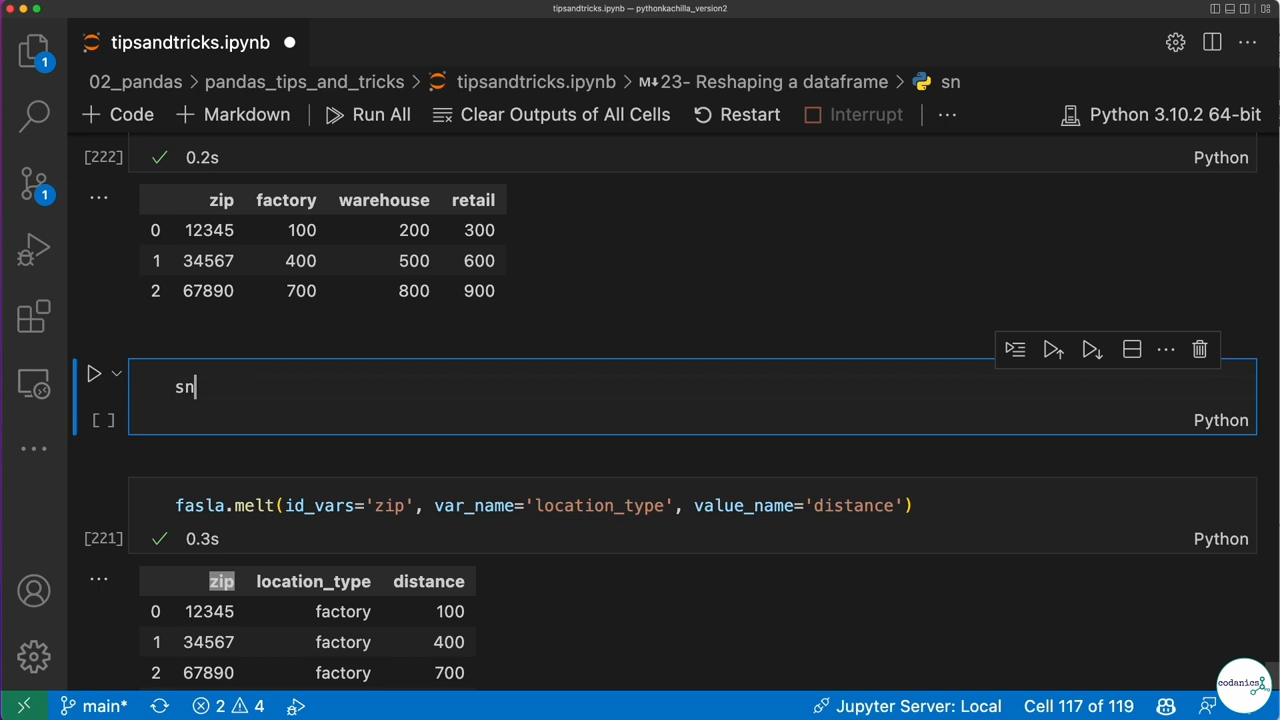 tipsandtricks.ipynb — pythonkachilla_version2
tipsandtricks.ipynb
02_pandas > pandas_tips_and_tricks > tipsandtricks.ipynb > M↓23- Reshaping a dataframe > sn
+ Code + Markdown Run All Clear Outputs of All Cells Restart Interrupt ... Python 3.10.2 64-bit
[222] ✓ 0.2s Python
... zip factory warehouse retail
0 12345 100 200 300
1 34567 400 500 600
2 67890 700 800 900
sn
[ ] Python
fasla.melt(id_vars='zip', var_name='location_type', value_name='distance')
[221] ✓ 0.3s Python
... zip location_type distance
0 12345 factory 100
1 34567 factory 400
2 67890 factory 700
1
1
codanics
main* 2 4 Jupyter Server: Local Cell 117 of 119